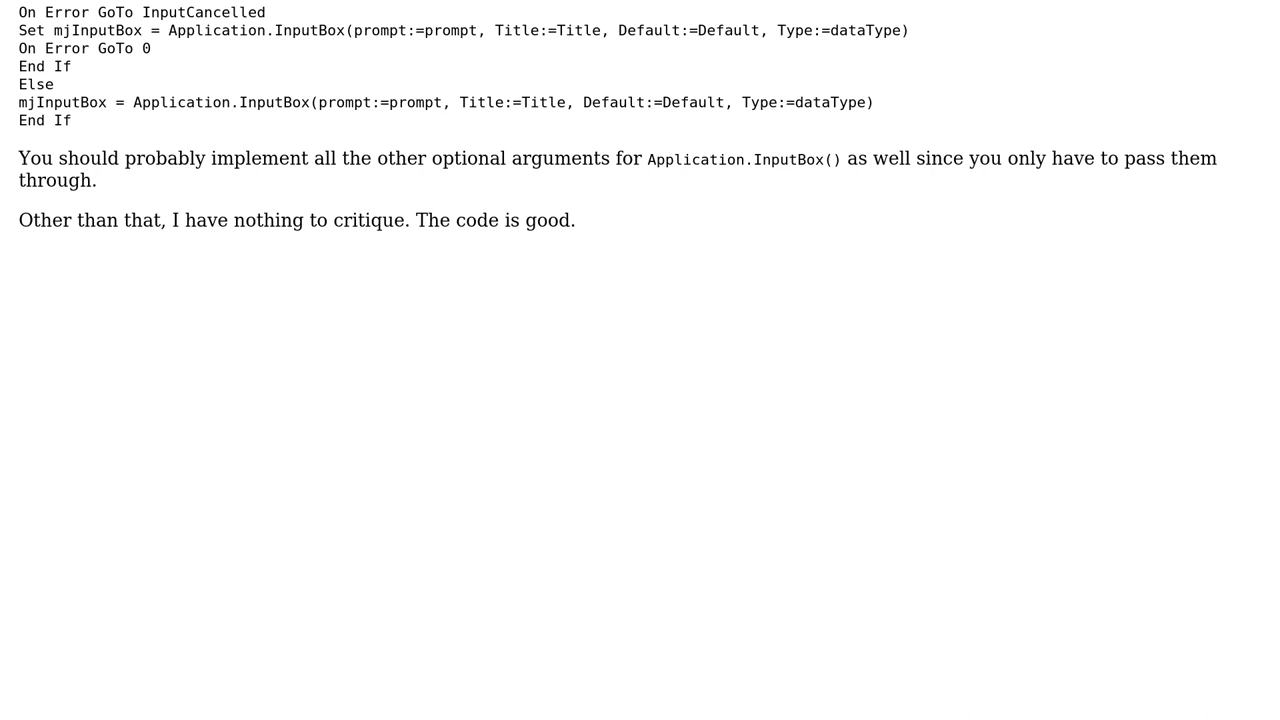 On Error GoTo InputCancelled
Set mjInputBox = Application.InputBox(prompt:=prompt, Title:=Title, Default:=Default, Type:=dataType)
On Error GoTo 0
End If
Else
mjInputBox = Application.InputBox(prompt:=prompt, Title:=Title, Default:=Default, Type:=dataType)
End If
You should probably implement all the other optional arguments for Application.InputBox() as well since you only have to pass them
through.
Other than that, I have nothing to critique. The code is good.